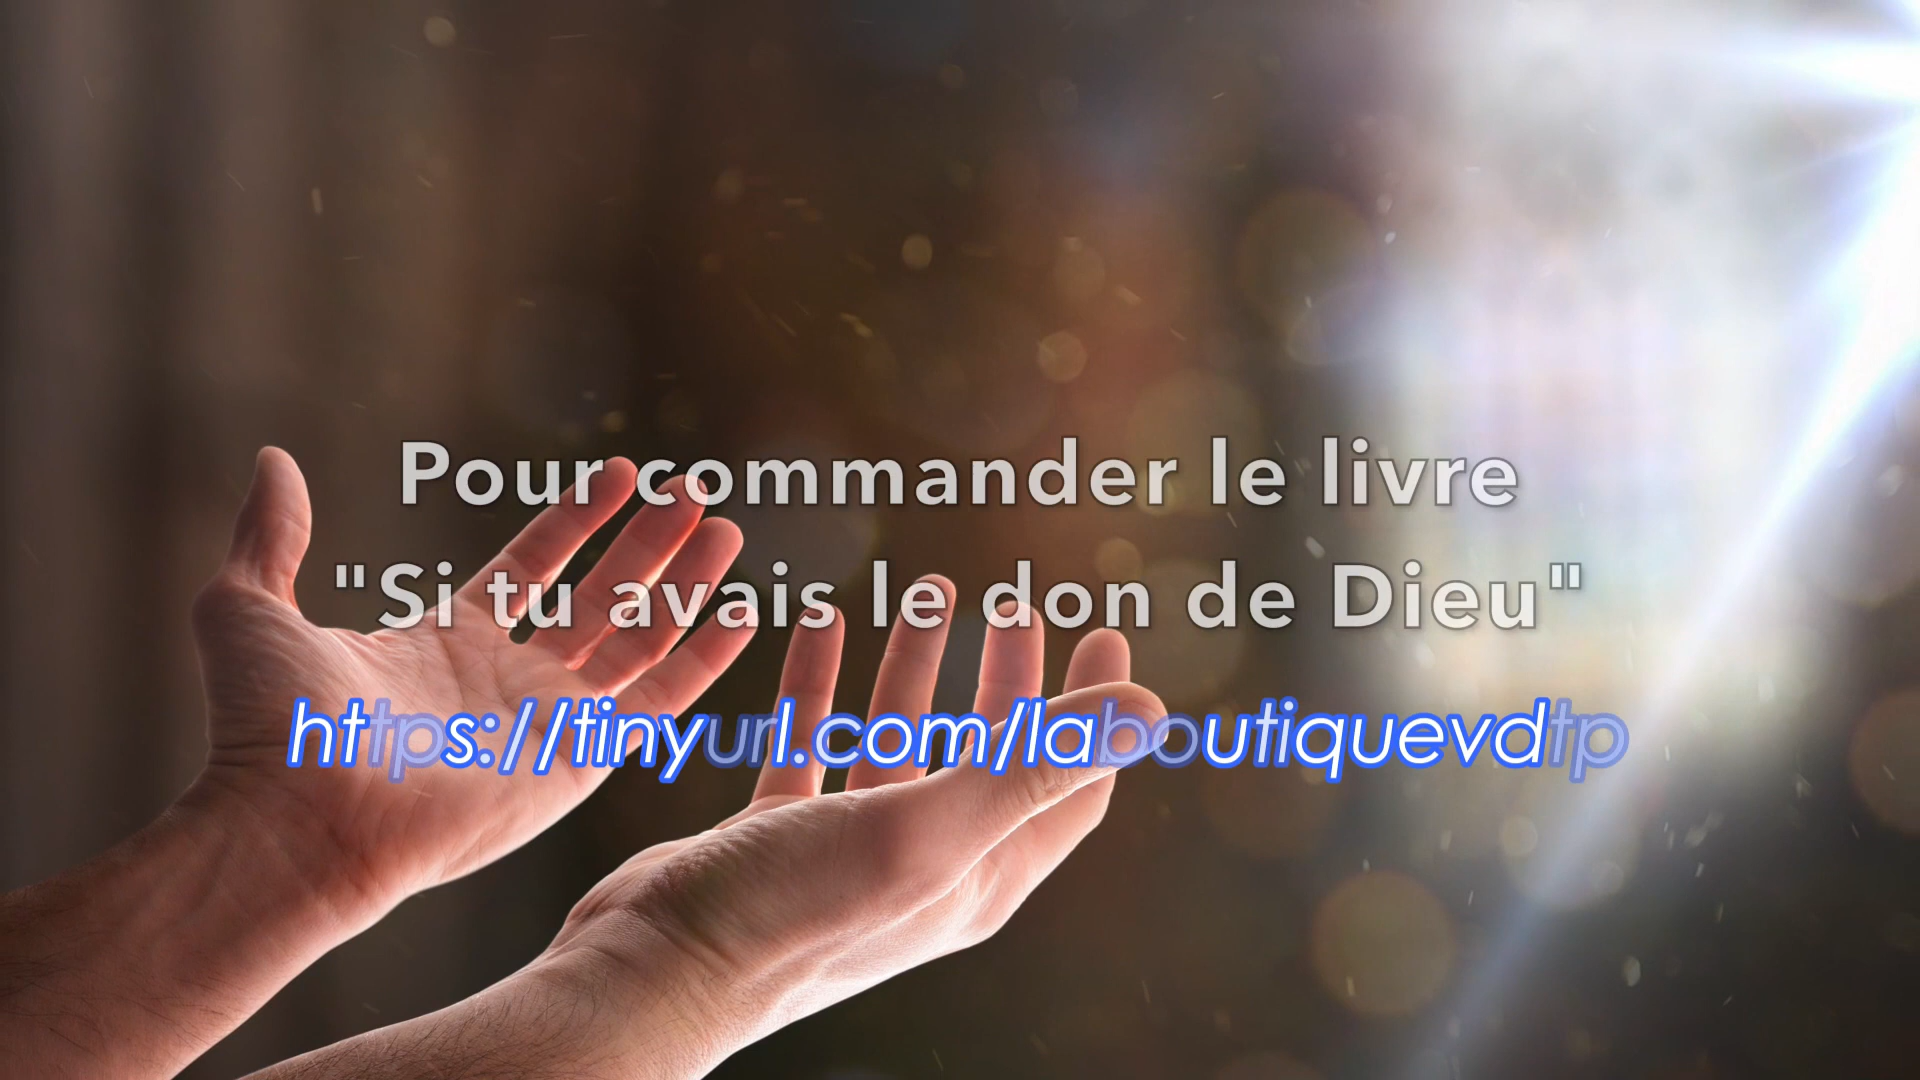 Pour commander le livre
"Si tu avais le don de Dieu"
https://tinyurl.com/laboutiquevdtp